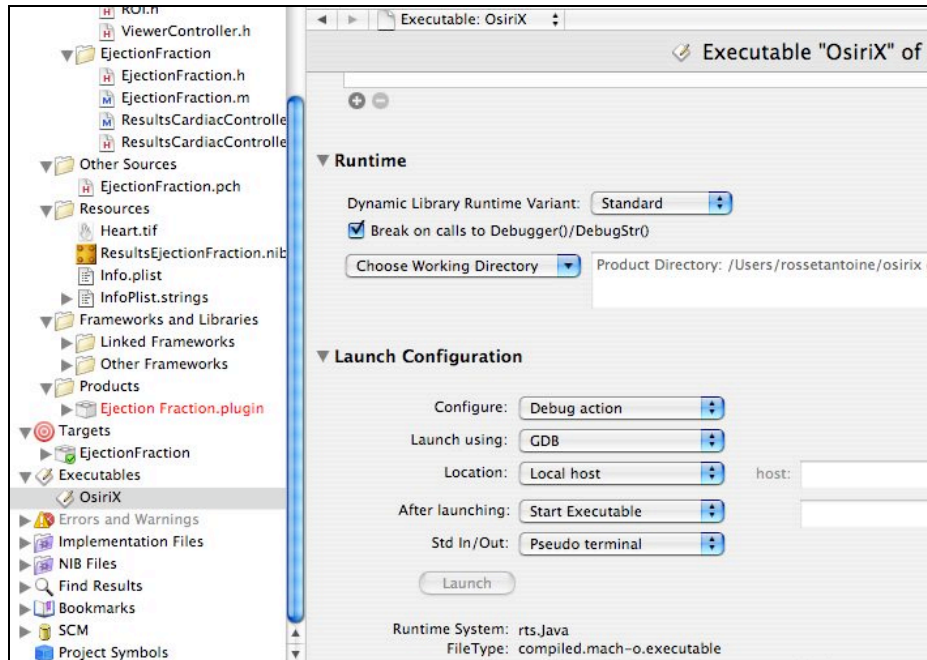 ROI.h
ViewerController.h
EjectionFraction
EjectionFraction.h
EjectionFraction.m
ResultsCardiacControlle
ResultsCardiacControlle
Other Sources
EjectionFraction.pch
Resources
Heart.tif
ResultsEjectionFraction.nib
Info.plist
InfoPlist.strings
Frameworks and Libraries
Linked Frameworks
Other Frameworks
Products
Ejection Fraction.plugin
Targets
EjectionFraction
Executables
OsiriX
Errors and Warnings
Implementation Files
NIB Files
Find Results
Bookmarks
SCM
Project Symbols
Executable: OsiriX
Executable "OsiriX" of
Runtime
Dynamic Library Runtime Variant: Standard
Break on calls to Debugger()/DebugStr()
Choose Working Directory Product Directory: /Users/rossetantoine/osirix
Launch Configuration
Configure: Debug action
Launch using: GDB
Location: Local host host:
After launching: Start Executable
Std In/Out: Pseudo terminal
Launch
Runtime System: rts.Java
FileType: compiled.mach-o.executable